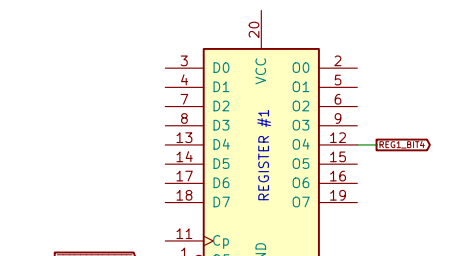 20
VCC
3 D0 O0 2
4 D1 O1 5
7 D2 O2 6
8 D3 O3 9
13 D4 O4 12 REG1_BIT4
14 D5 O5 15
17 D6 O6 16
18 D7 O7 19
REGISTER #1
11 Cp
1